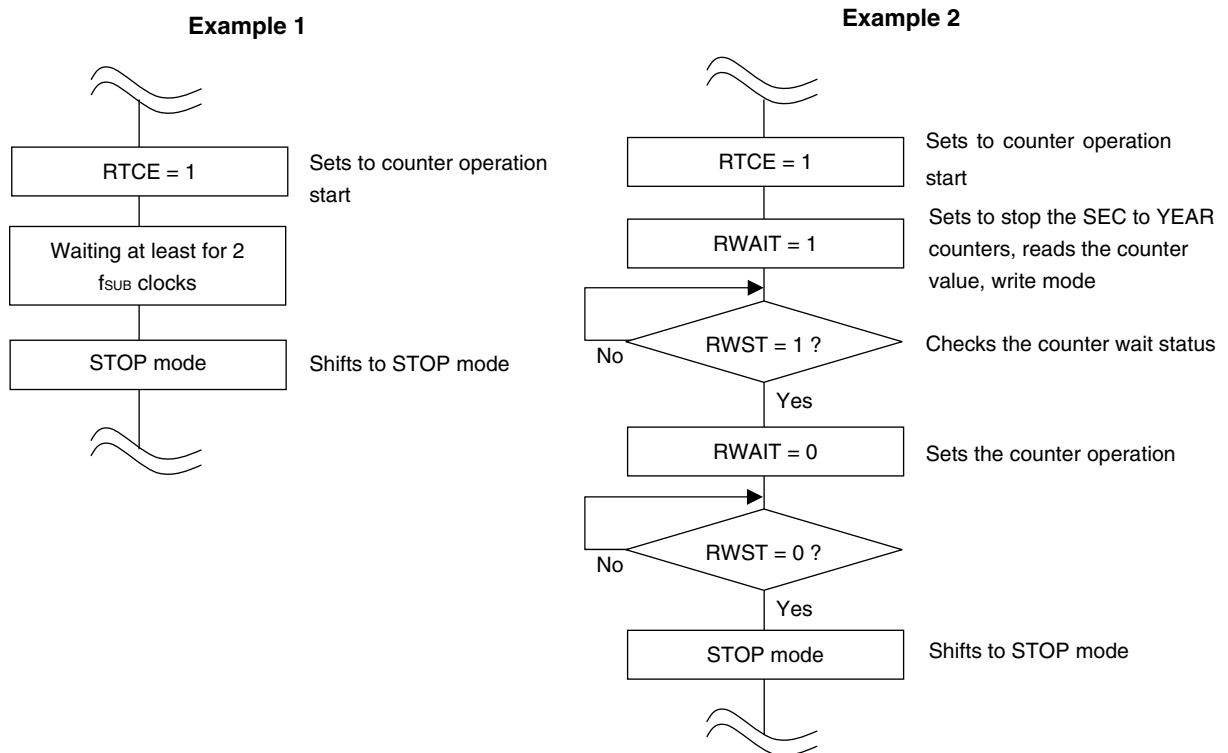 Example 1
RTCE = 1
Sets to counter operation
start
Waiting at least for 2
fSUB clocks
STOP mode
Shifts to STOP mode
Example 2
RTCE = 1
Sets to counter operation
start
RWAIT = 1
Sets to stop the SEC to YEAR
counters, reads the counter
value, write mode
RWST = 1 ?
No
Checks the counter wait status
Yes
RWAIT = 0
Sets the counter operation
RWST = 0 ?
No
Yes
STOP mode
Shifts to STOP mode